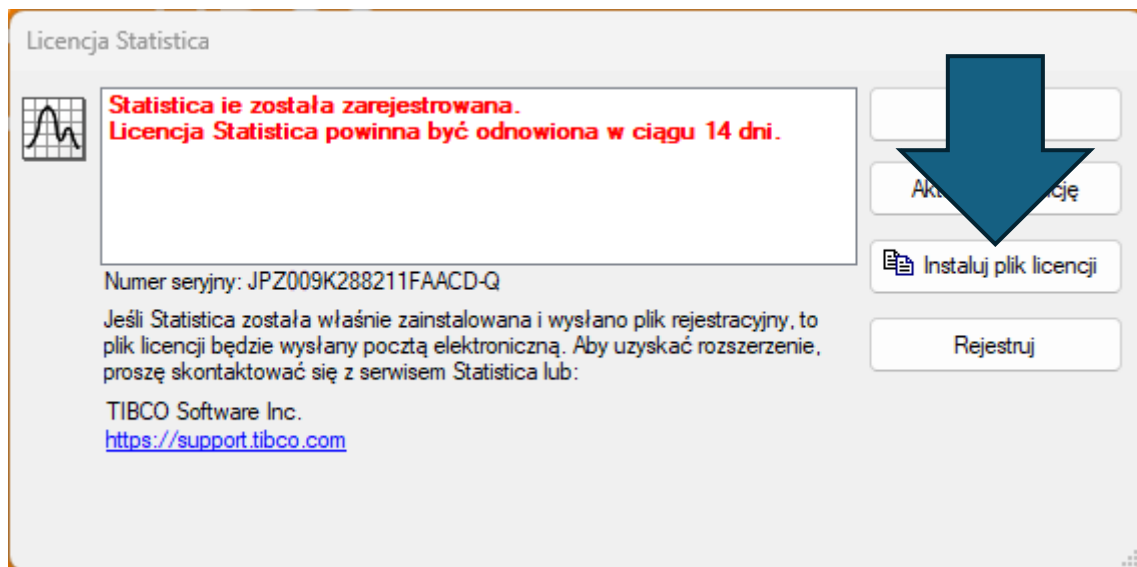 Licencja Statistica
Statistica ie została zarejestrowana.
Licencja Statistica powinna być odnowiona w ciągu 14 dni.
Instaluj plik licencji
Numer seryjny: JPZ009K288211FAACD-Q
Jeśli Statistica została właśnie zainstalowana i wysłano plik rejestracyjny, to
plik licencji będzie wysłany pocztą elektroniczną. Aby uzyskać rozszerzenie,
proszę skontaktować się z serwisem Statistica lub:
Rejestruj
TIBCO Software Inc.
https://support.tibco.com